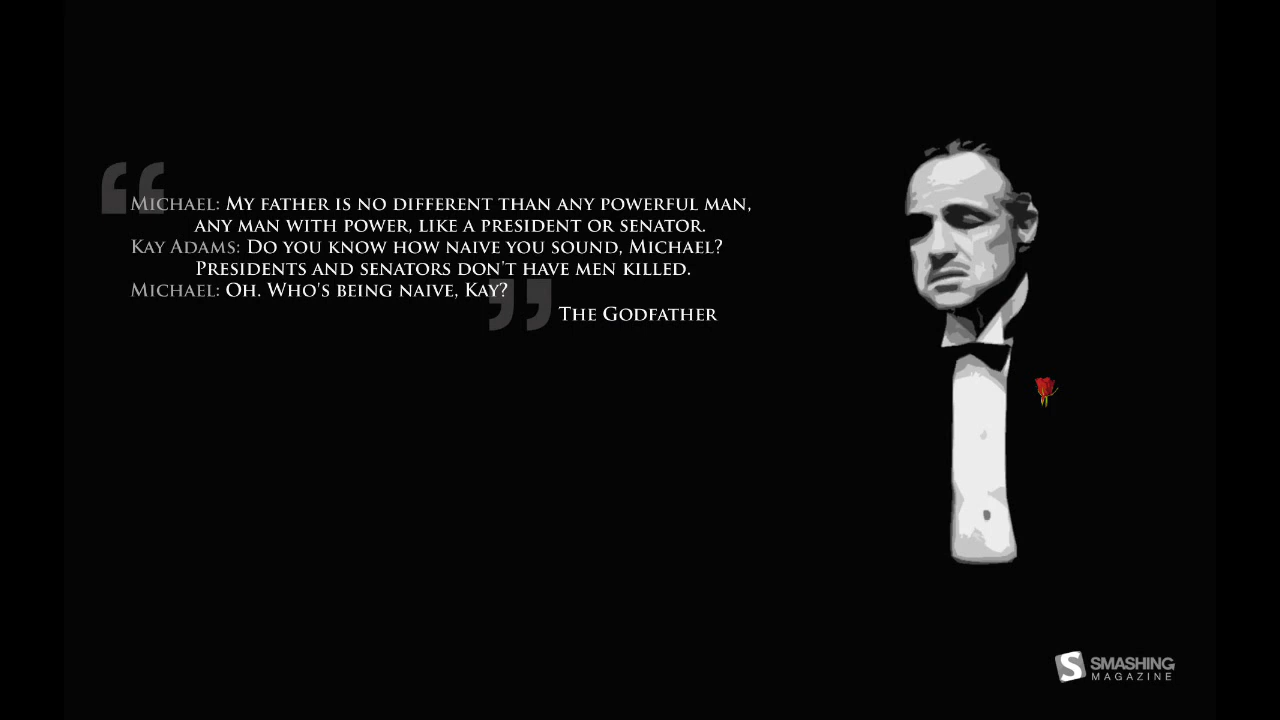 “
Michael: My father is no different than any powerful man,
any man with power, like a president or senator.
Kay Adams: Do you know how naive you sound, Michael?
Presidents and senators don't have men killed.
Michael: Oh. Who's being naive, Kay?
”
The Godfather
S SMASHING
MAGAZINE